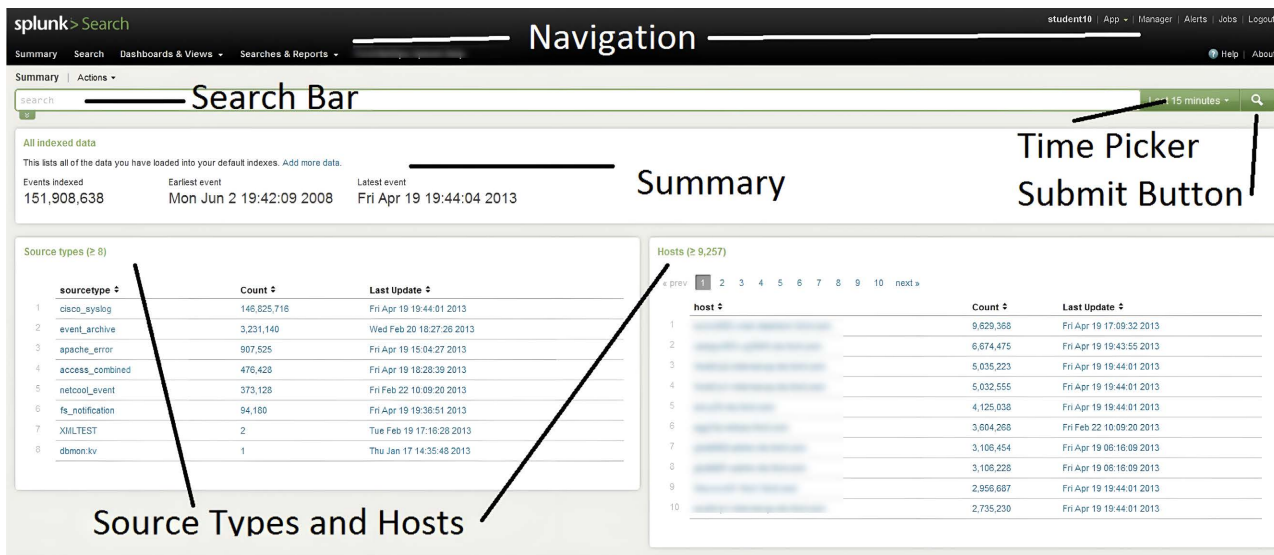 splunk>Search
student10 | App | Manager | Alerts | Jobs | Logout
Navigation
Summary Search Dashboards & Views Searches & Reports
Help | About
Summary | Actions
search
Search Bar
15 minutes
All indexed data
This lists all of the data you have loaded into your default indexes. Add more data.
Events indexed Earliest event Latest event
151,908,638 Mon Jun 2 19:42:09 2008 Fri Apr 19 19:44:04 2013
Summary
Time Picker
Submit Button
Source types (≥ 8)
sourcetype Count Last Update
1 cisco_syslog 146,825,716 Fri Apr 19 19:44:01 2013
2 event_archive 3,231,140 Wed Feb 20 18:27:26 2013
3 apache_error 907,525 Fri Apr 19 15:04:27 2013
4 access_combined 476,428 Fri Apr 19 18:28:39 2013
5 netcool_event 373,128 Fri Feb 22 10:09:20 2013
6 fs_notification 94,180 Fri Apr 19 19:36:51 2013
7 XMLTEST 2 Tue Feb 19 17:16:28 2013
8 dbmon:kv 1 Thu Jan 17 14:35:48 2013
Hosts (≥ 9,257)
« prev 1 2 3 4 5 6 7 8 9 10 next »
host Count Last Update
1 9,629,368 Fri Apr 19 17:09:32 2013
2 6,674,475 Fri Apr 19 19:43:55 2013
3 5,035,223 Fri Apr 19 19:44:01 2013
4 5,032,555 Fri Apr 19 19:44:01 2013
5 4,125,038 Fri Apr 19 19:44:01 2013
6 3,604,268 Fri Feb 22 10:09:20 2013
7 3,106,454 Fri Apr 19 06:16:09 2013
8 3,106,228 Fri Apr 19 06:16:09 2013
9 2,956,687 Fri Apr 19 19:44:01 2013
10 2,735,230 Fri Apr 19 19:44:01 2013
Source Types and Hosts